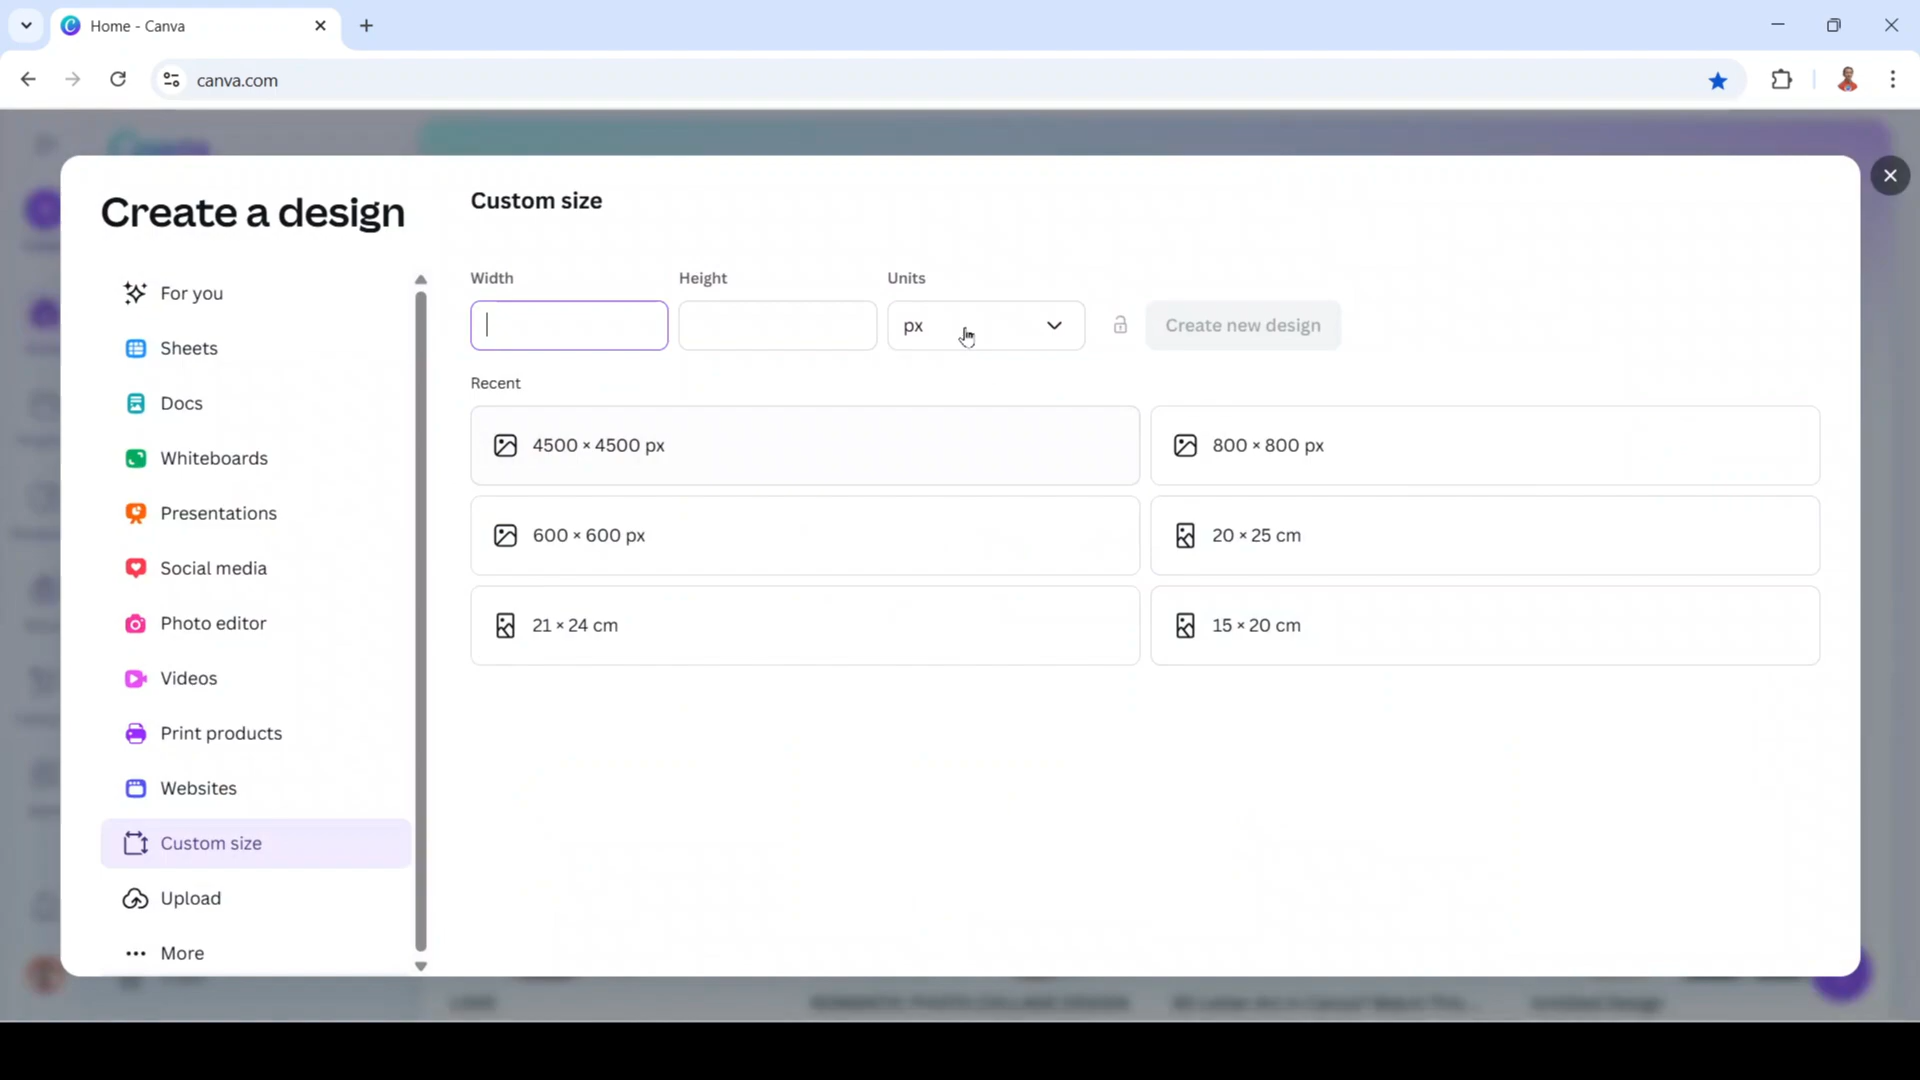 Home - Canva
canva.com
Create a design
For you
Sheets
Docs
Whiteboards
Presentations
Social media
Photo editor
Videos
Print products
Websites
Custom size
Upload
More
Custom size
Width Height Units
px Create new design
Recent
4500 × 4500 px 800 × 800 px
600 × 600 px 20 × 25 cm
21 × 24 cm 15 × 20 cm